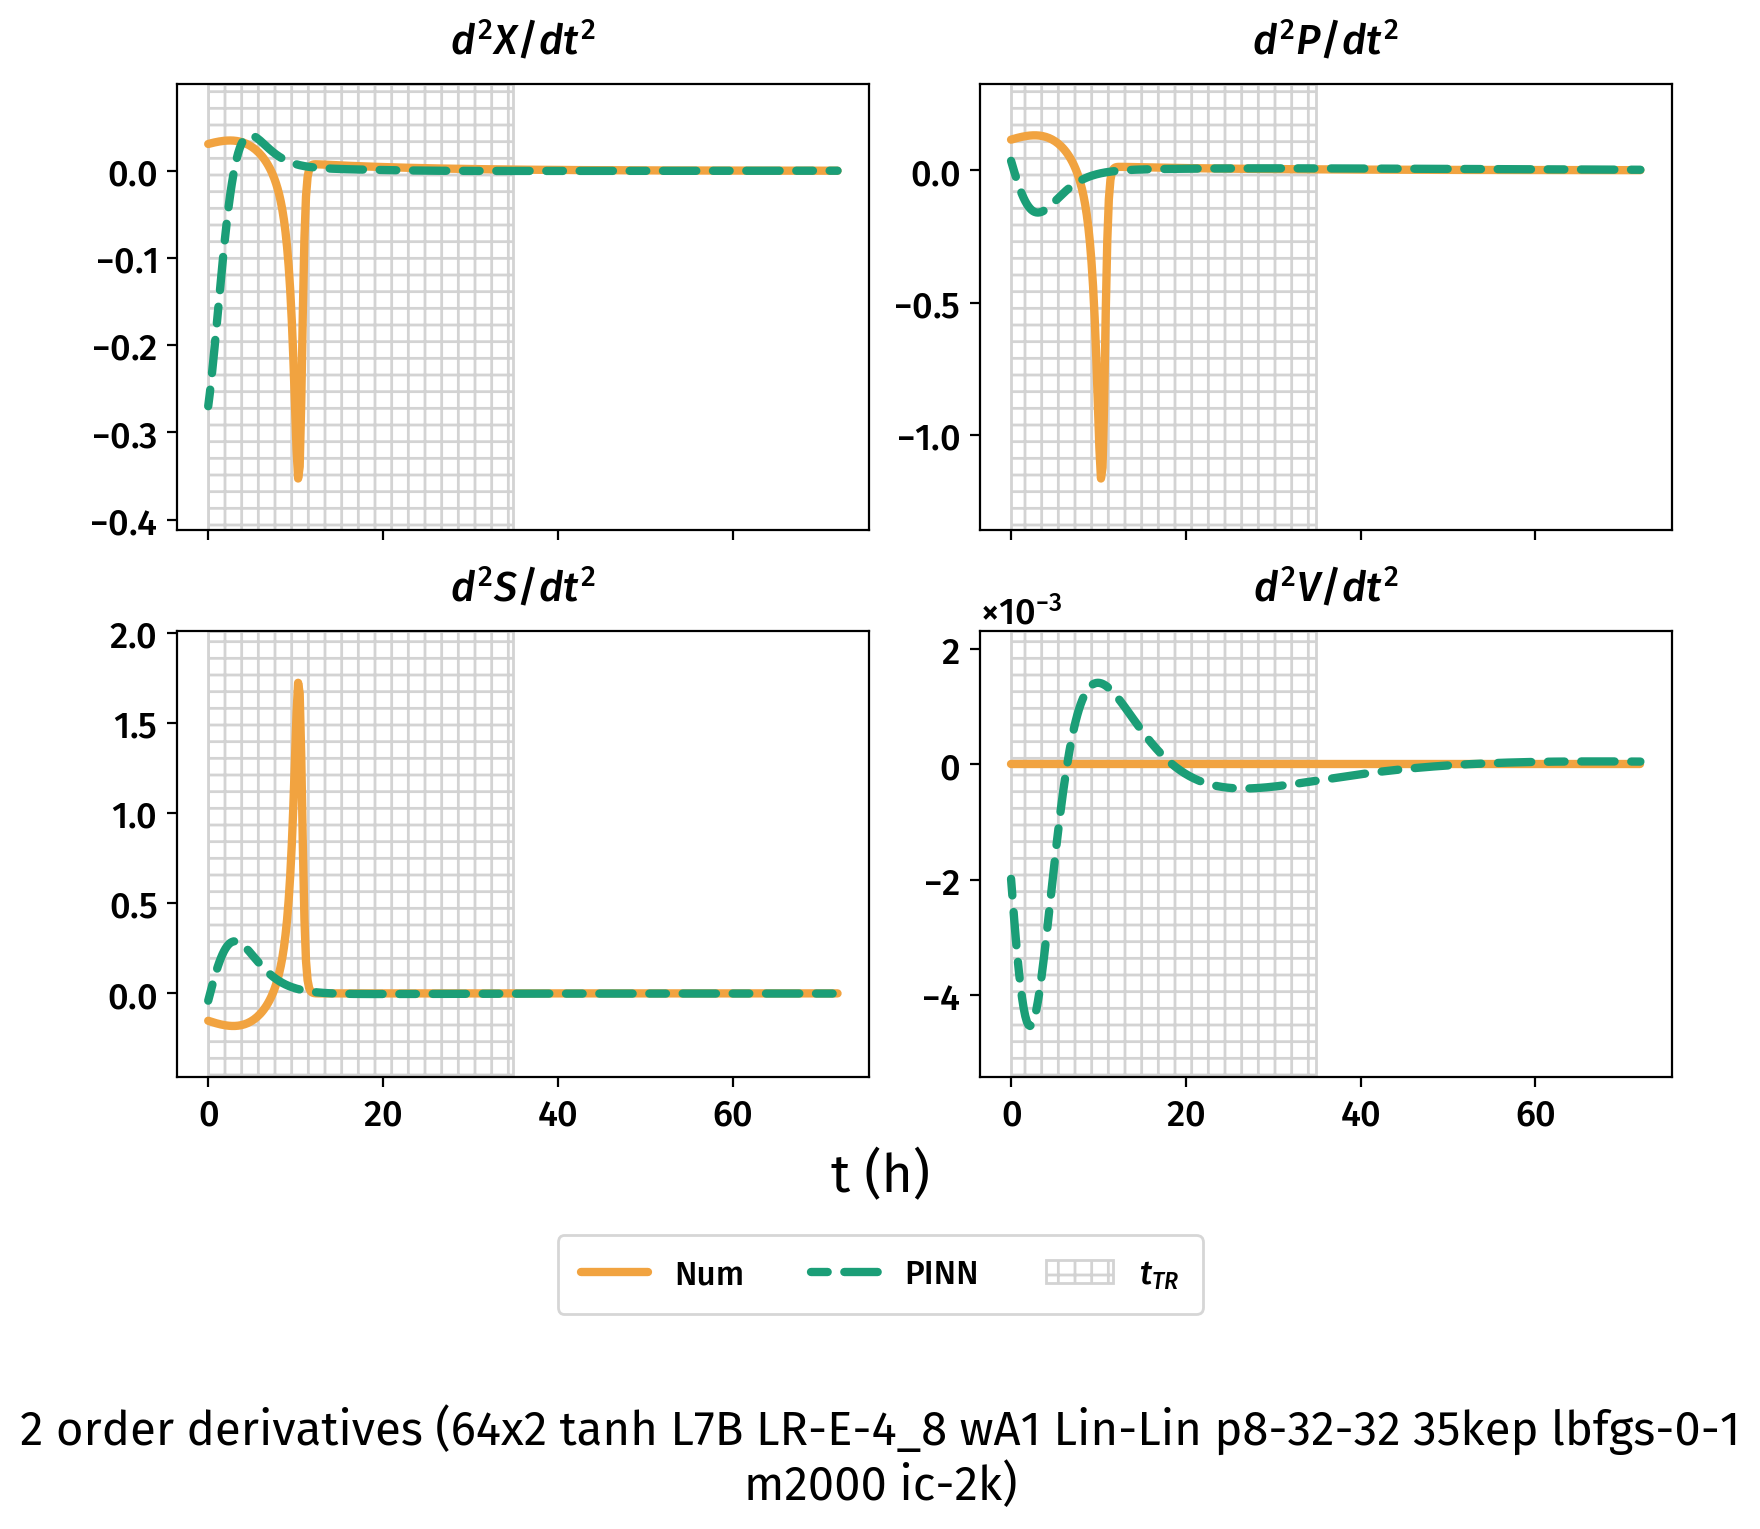 d²X/dt²
d²P/dt²
0.0
−0.1
−0.2
−0.3
−0.4
0.0
−0.5
−1.0
d²S/dt²
d²V/dt²
×10⁻³
2.0
1.5
1.0
0.5
0.0
2
0
−2
−4
0 20 40 60
0 20 40 60
t (h)
Num PINN t_TR
2 order derivatives (64x2 tanh L7B LR-E-4_8 wA1 Lin-Lin p8-32-32 35kep lbfgs-0-1
m2000 ic-2k)